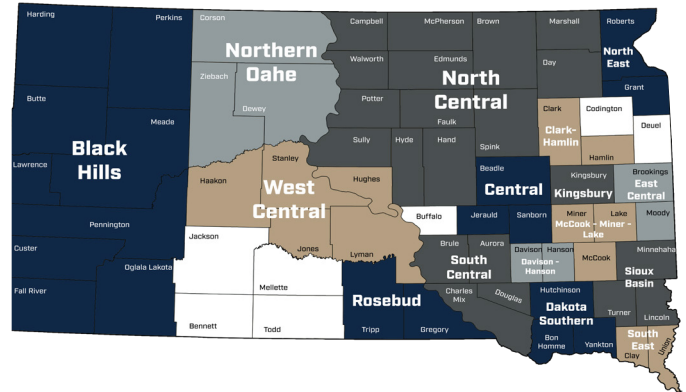 Harding
Perkins
Corson
Campbell
McPherson
Brown
Marshall
Roberts
Northern
Oahe
North
East
Walworth
Edmunds
Day
Ziebach
Dewey
North
Central
Potter
Faulk
Grant
Butte
Meade
Clark
Codington
Deuel
Clark-
Hamlin
Hamlin
Black
Hills
Sully
Hyde
Hand
Spink
Lawrence
Haakon
Stanley
Hughes
West
Central
Beadle
Central
Kingsbury
Kingsbury
Brookings
East
Central
Pennington
Buffalo
Jerauld
Sanborn
Miner
Lake
McCook - Miner -
Lake
Moody
Jackson
Jones
Lyman
Custer
Oglala Lakota
Brule
Aurora
South
Central
Davison
Hanson
Davison -
Hanson
McCook
Minnehaha
Sioux
Basin
Fall River
Mellette
Charles
Mix
Douglas
Hutchinson
Dakota
Southern
Turner
Lincoln
Rosebud
Bennett
Todd
Tripp
Gregory
Bon
Homme
Yankton
South
East
Clay
Union